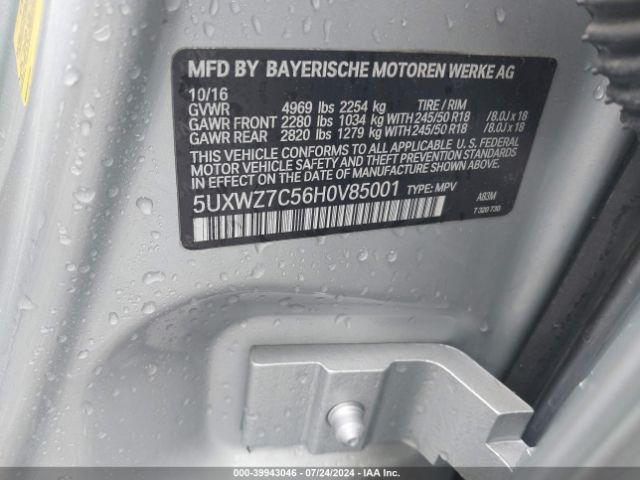 MFD BY BAYERISCHE MOTOREN WERKE AG
10/16
GVWR 4969 lbs 2254 kg TIRE / RIM
GAWR FRONT 2280 lbs 1034 kg WITH 245/50 R18 /8.0J x 18
GAWR REAR 2820 lbs 1279 kg WITH 245/50 R18 /8.0J x 18
THIS VEHICLE CONFORMS TO ALL APPLICABLE U.S. FEDERAL
MOTOR VEHICLE SAFETY AND THEFT PREVENTION STANDARDS
IN EFFECT ON THE DATE OF MANUFACTURE SHOWN ABOVE.
5UXWZ7C56H0V85001 TYPE: MPV A83M
7 320 730
000-39943046 - 07/24/2024 - IAA Inc.